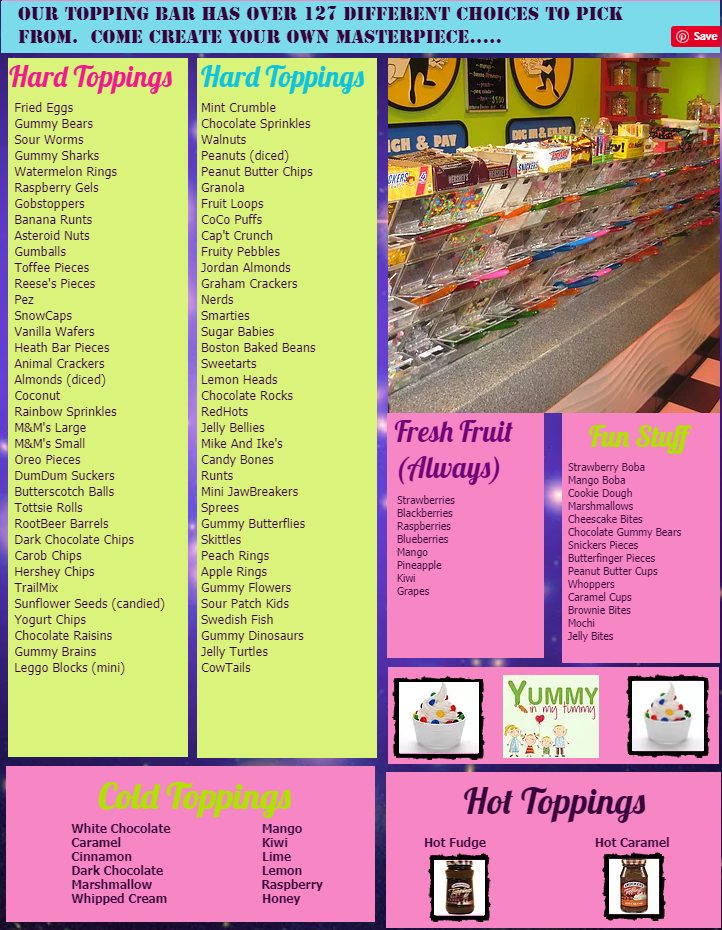 OUR TOPPING BAR HAS OVER 127 DIFFERENT CHOICES TO PICK
FROM. COME CREATE YOUR OWN MASTERPIECE.....
Save
Hard Toppings
Fried Eggs
Gummy Bears
Sour Worms
Gummy Sharks
Watermelon Rings
Raspberry Gels
Gobstoppers
Banana Runts
Asteroid Nuts
Gumballs
Toffee Pieces
Reese's Pieces
Pez
SnowCaps
Vanilla Wafers
Heath Bar Pieces
Animal Crackers
Almonds (diced)
Coconut
Rainbow Sprinkles
M&M's Large
M&M's Small
Oreo Pieces
DumDum Suckers
Butterscotch Balls
Tottsie Rolls
RootBeer Barrels
Dark Chocolate Chips
Carob Chips
Hershey Chips
TrailMix
Sunflower Seeds (candied)
Yogurt Chips
Chocolate Raisins
Gummy Brains
Leggo Blocks (mini)
Hard Toppings
Mint Crumble
Chocolate Sprinkles
Walnuts
Peanuts (diced)
Peanut Butter Chips
Granola
Fruit Loops
CoCo Puffs
Cap't Crunch
Fruity Pebbles
Jordan Almonds
Graham Crackers
Nerds
Smarties
Sugar Babies
Boston Baked Beans
Sweetarts
Lemon Heads
Chocolate Rocks
RedHots
Jelly Bellies
Mike And Ike's
Candy Bones
Runts
Mini JawBreakers
Sprees
Gummy Butterflies
Skittles
Peach Rings
Apple Rings
Gummy Flowers
Sour Patch Kids
Swedish Fish
Gummy Dinosaurs
Jelly Turtles
CowTails
GH & PAY
DIG IN & ENJOY
SNICKERS
HERSHEY'S
Fresh Fruit
(Always)
Strawberries
Blackberries
Raspberries
Blueberries
Mango
Pineapple
Kiwi
Grapes
Fun Stuff
Strawberry Boba
Mango Boba
Cookie Dough
Marshmallows
Cheescake Bites
Chocolate Gummy Bears
Snickers Pieces
Butterfinger Pieces
Peanut Butter Cups
Whoppers
Caramel Cups
Brownie Bites
Mochi
Jelly Bites
YUMMY
in my tummy
Cold Toppings
White Chocolate
Caramel
Cinnamon
Dark Chocolate
Marshmallow
Whipped Cream
Mango
Kiwi
Lime
Lemon
Raspberry
Honey
Hot Toppings
Hot Fudge
Hot Caramel